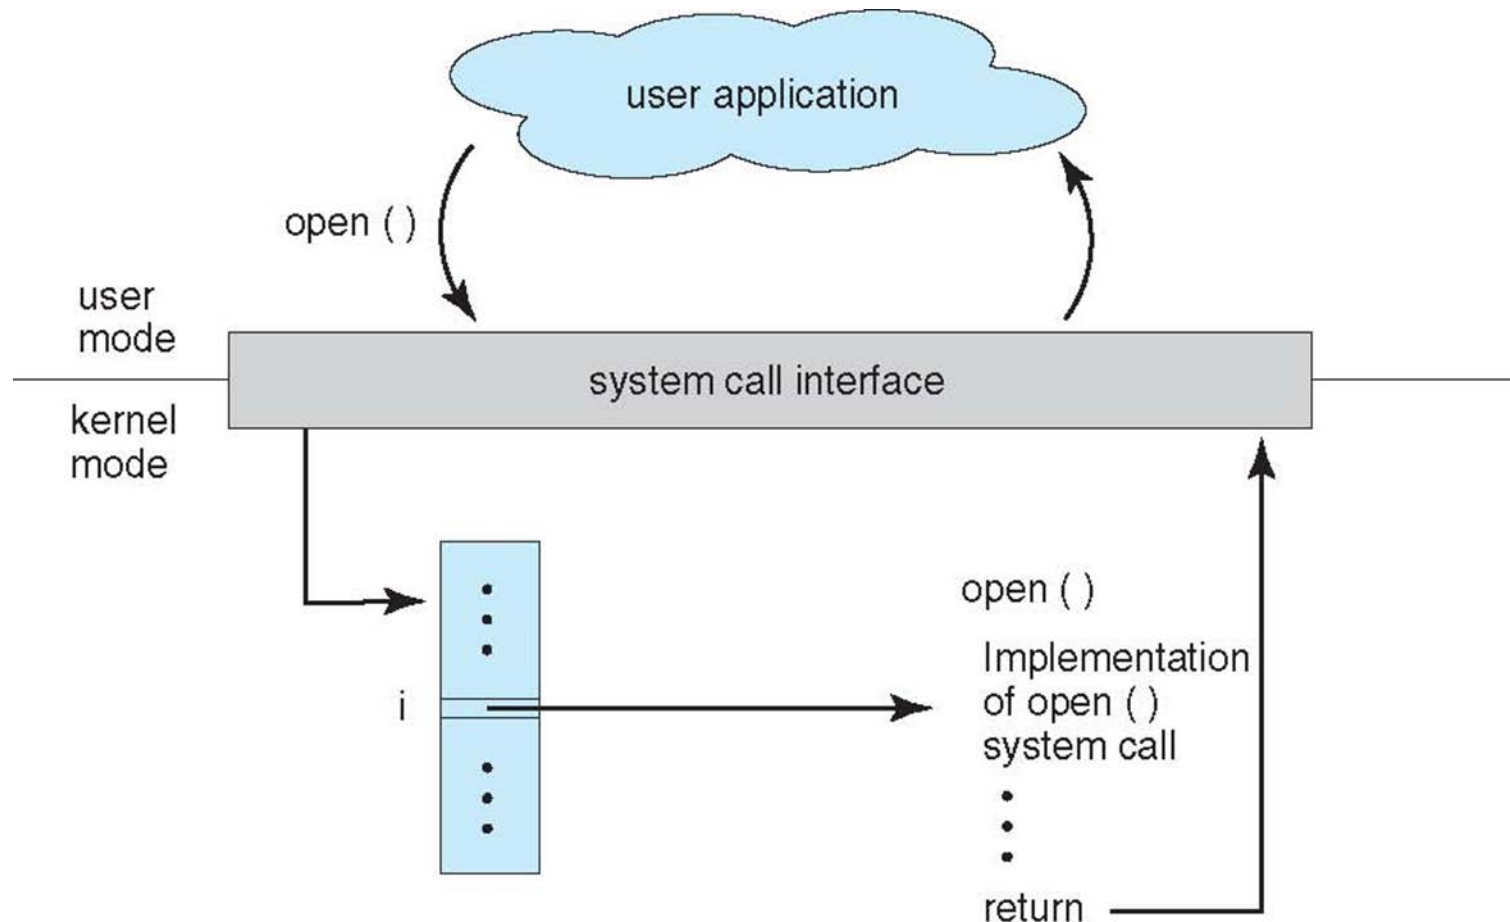 user application
open ( )
user
mode
system call interface
kernel
mode
i
open ( )
Implementation
of open ( )
system call
return